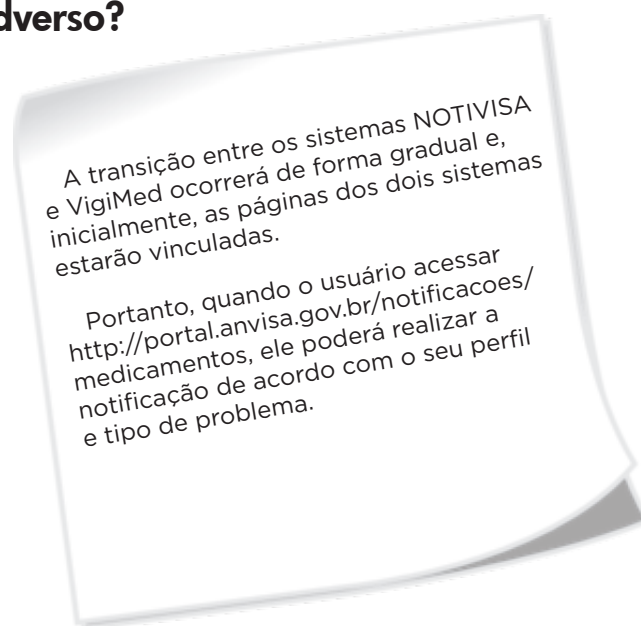 dverso?
A transição entre os sistemas NOTIVISA
e VigiMed ocorrerá de forma gradual e,
inicialmente, as páginas dos dois sistemas
estarão vinculadas.
Portanto, quando o usuário acessar
http://portal.anvisa.gov.br/notificacoes/
medicamentos, ele poderá realizar a
notificação de acordo com o seu perfil
e tipo de problema.